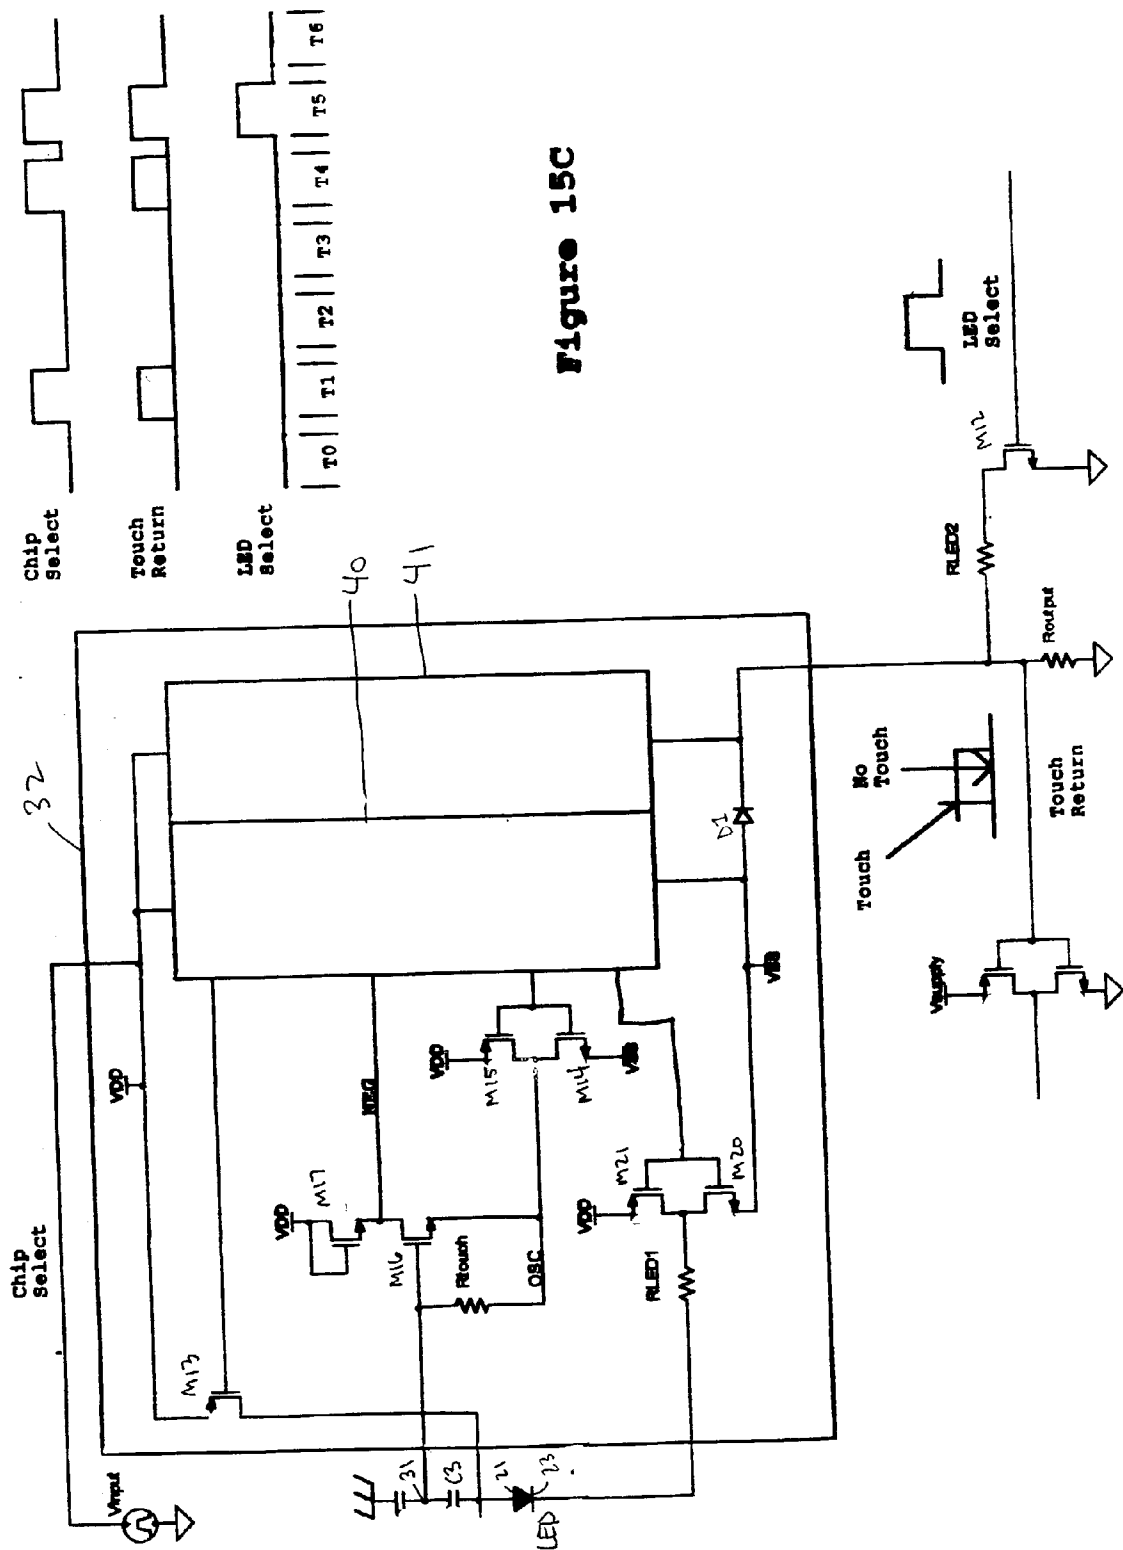 Chip
Select
Touch
Return
LED
Select
T0
T1
T2
T3
T4
T5
T6
Figure 15C
Chip
Select
32
40
41
Vinput
VDD
M13
VDD
M17
NEG
M16
Rtouch
OSC
VDD
M15
M14
VSS
VDD
M21
M20
RLED1
VSS
D1
31
C3
21
23
LED
Touch
No
Touch
Touch
Return
Vsupply
Routput
RLED2
M12
LED
Select